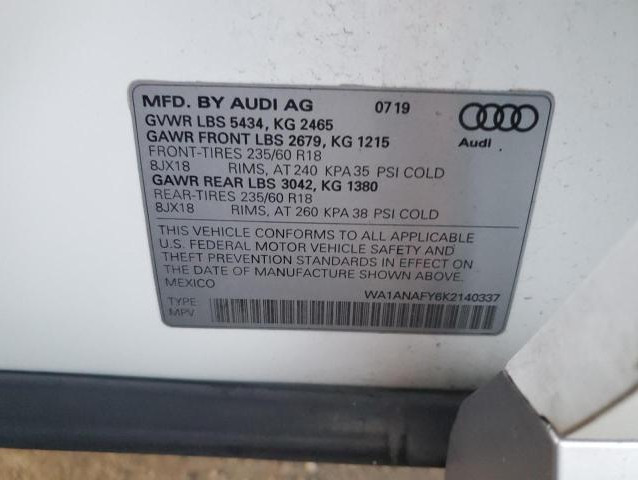 MFD. BY AUDI AG 07 19
GVWR LBS 5434, KG 2465
GAWR FRONT LBS 2679, KG 1215
FRONT-TIRES 235/60 R18
8JX18 RIMS, AT 240 KPA 35 PSI COLD
GAWR REAR LBS 3042, KG 1380
REAR-TIRES 235/60 R18
8JX18 RIMS, AT 260 KPA 38 PSI COLD
Audi
THIS VEHICLE CONFORMS TO ALL APPLICABLE
U.S. FEDERAL MOTOR VEHICLE SAFETY AND
THEFT PREVENTION STANDARDS IN EFFECT ON
THE DATE OF MANUFACTURE SHOWN ABOVE.
MEXICO
WA1ANAFY6K2140337
TYPE
MPV